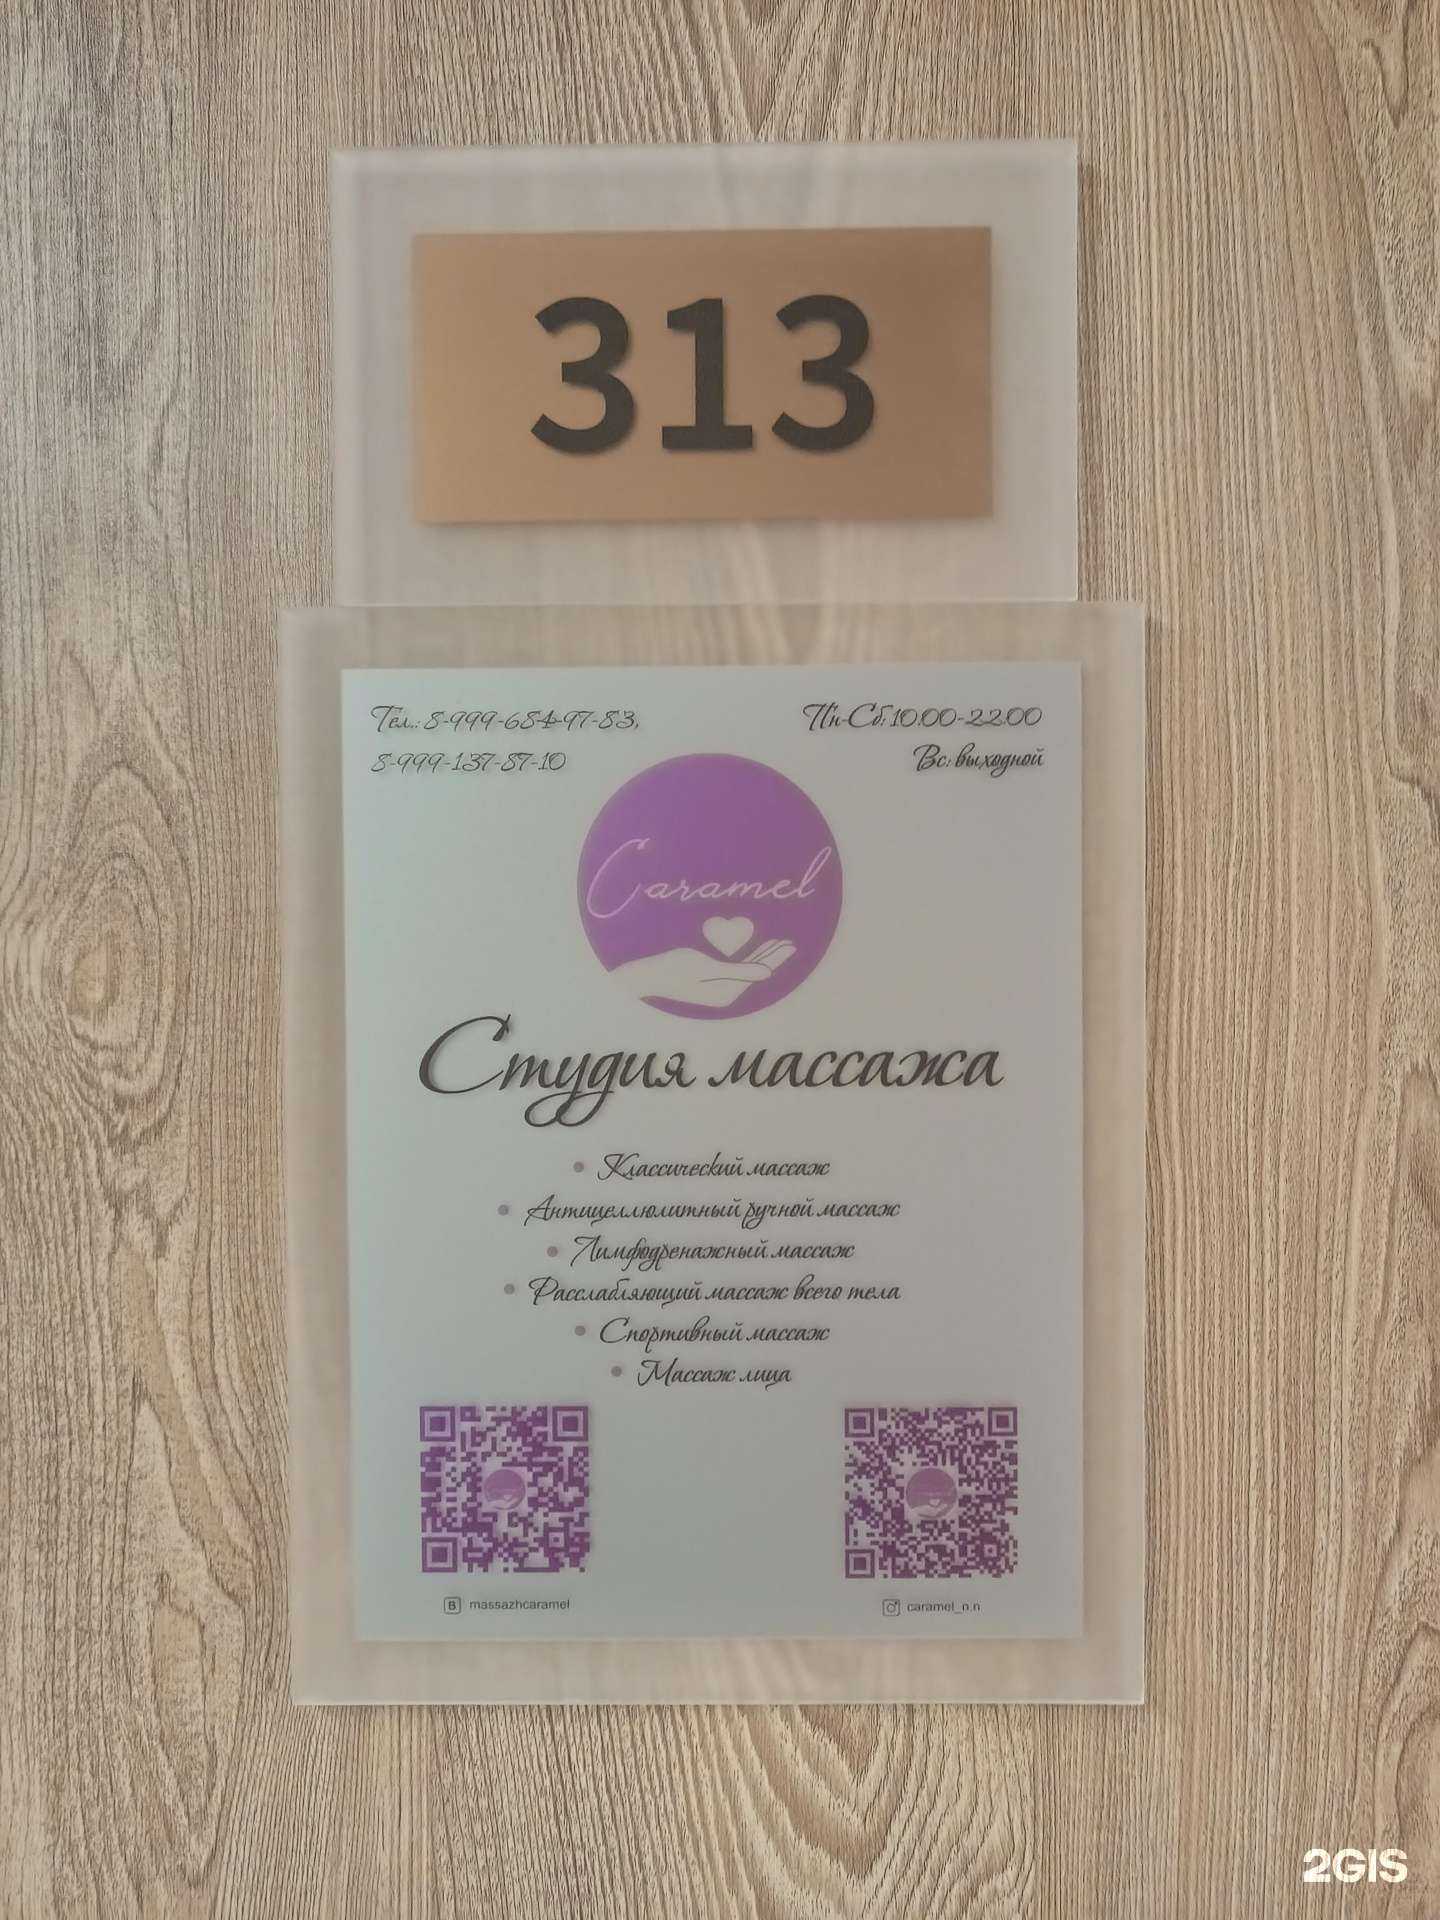 313
Тел.: 8-999-684-97-83,
8-999-137-87-10
Пн-Сб: 10.00-22.00
Вс: выходной
Caramel
Студия массажа
• Классический массаж
• Антицеллюлитный ручной массаж
• Лимфодренажный массаж
• Расслабляющий массаж всего тела
• Спортивный массаж
• Массаж лица
B massazhcaramel
caramel_n.n
2GIS